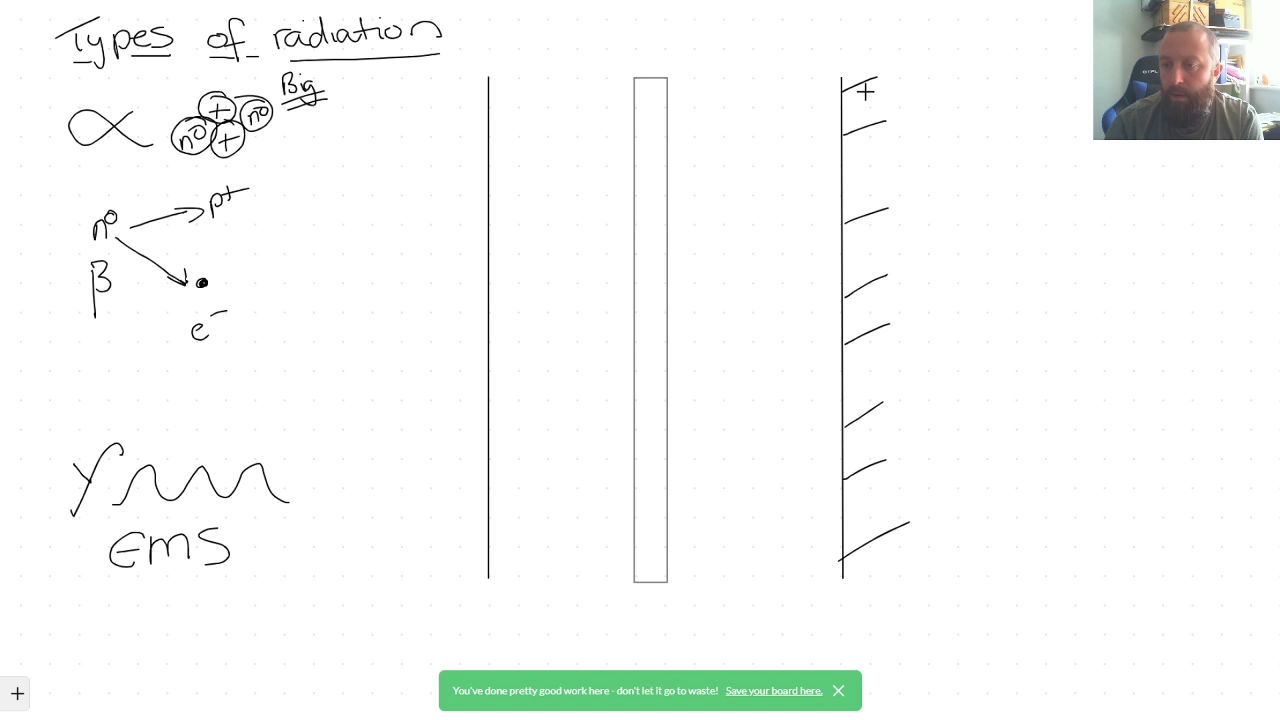 Types of radiation
Big
α + n⁰
n⁰ +
n⁰ p+
β
e⁻
γ
EMS
You've done pretty good work here - don't let it go to waste! Save your board here.